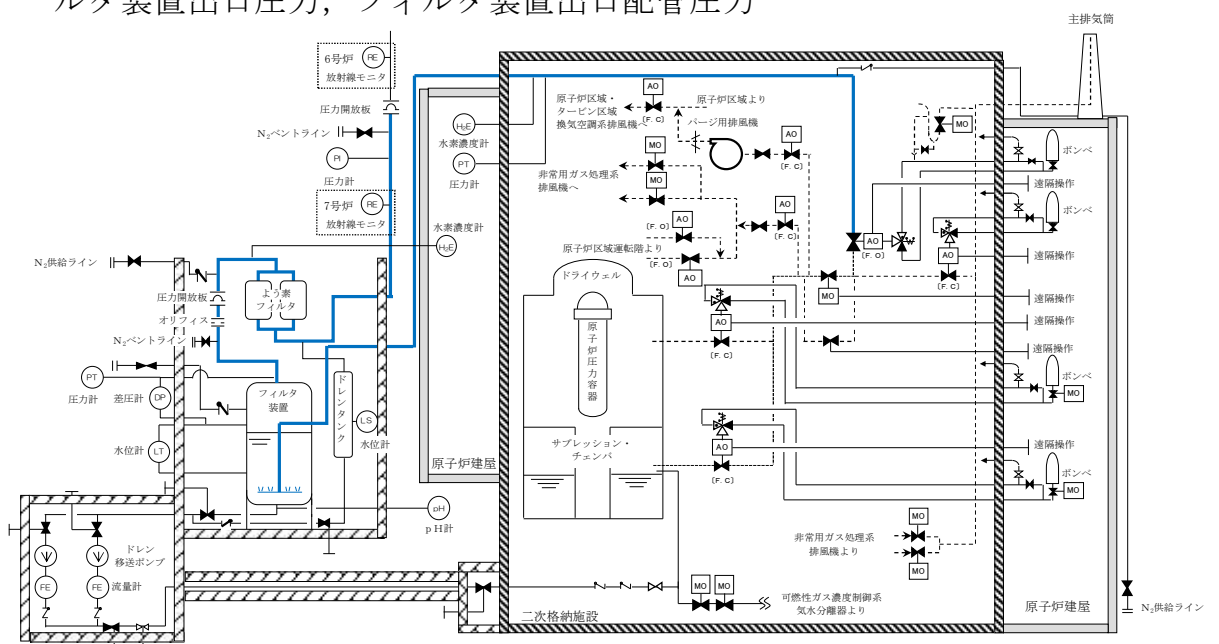 ルタ装置出口圧力，フィルタ装置出口配管圧力
主排気筒
6号炉
RE
放射線モニタ
圧力開放板
N₂ベントライン
PI
圧力計
7号炉
RE
放射線モニタ
H₂E
水素濃度計
PT
圧力計
水素濃度計
H₂E
原子炉区域・
タービン区域
換気空調系排風機へ
AO
(F. C)
原子炉区域より
パージ用排風機
AO
(F. C)
MO
非常用ガス処理系
排風機へ
MO
AO
(F. O)
AO
(F. C)
原子炉区域運転階より
(F. O)
AO
AO
(F. O)
MO
AO
(F. C)
MO
ボンベ
遠隔操作
ボンベ
遠隔操作
遠隔操作
遠隔操作
遠隔操作
ボンベ
MO
遠隔操作
ボンベ
MO
N₂供給ライン
圧力開放板
オリフィス
N₂ベントライン
よう素
フィルタ
PT
圧力計
差圧計
DP
フィルタ
装置
ドレンタンク
LS
水位計
水位計
LT
pH
pH計
原子炉建屋
ドライウェル
原子炉圧力容器
サプレッション・
チェンバ
AO
(F. C)
AO
(F. C)
ドレン
移送ポンプ
FE
FE
流量計
MO
非常用ガス処理系
排風機より
MO
MO
MO
可燃性ガス濃度制御系
気水分離器より
二次格納施設
原子炉建屋
N₂供給ライン